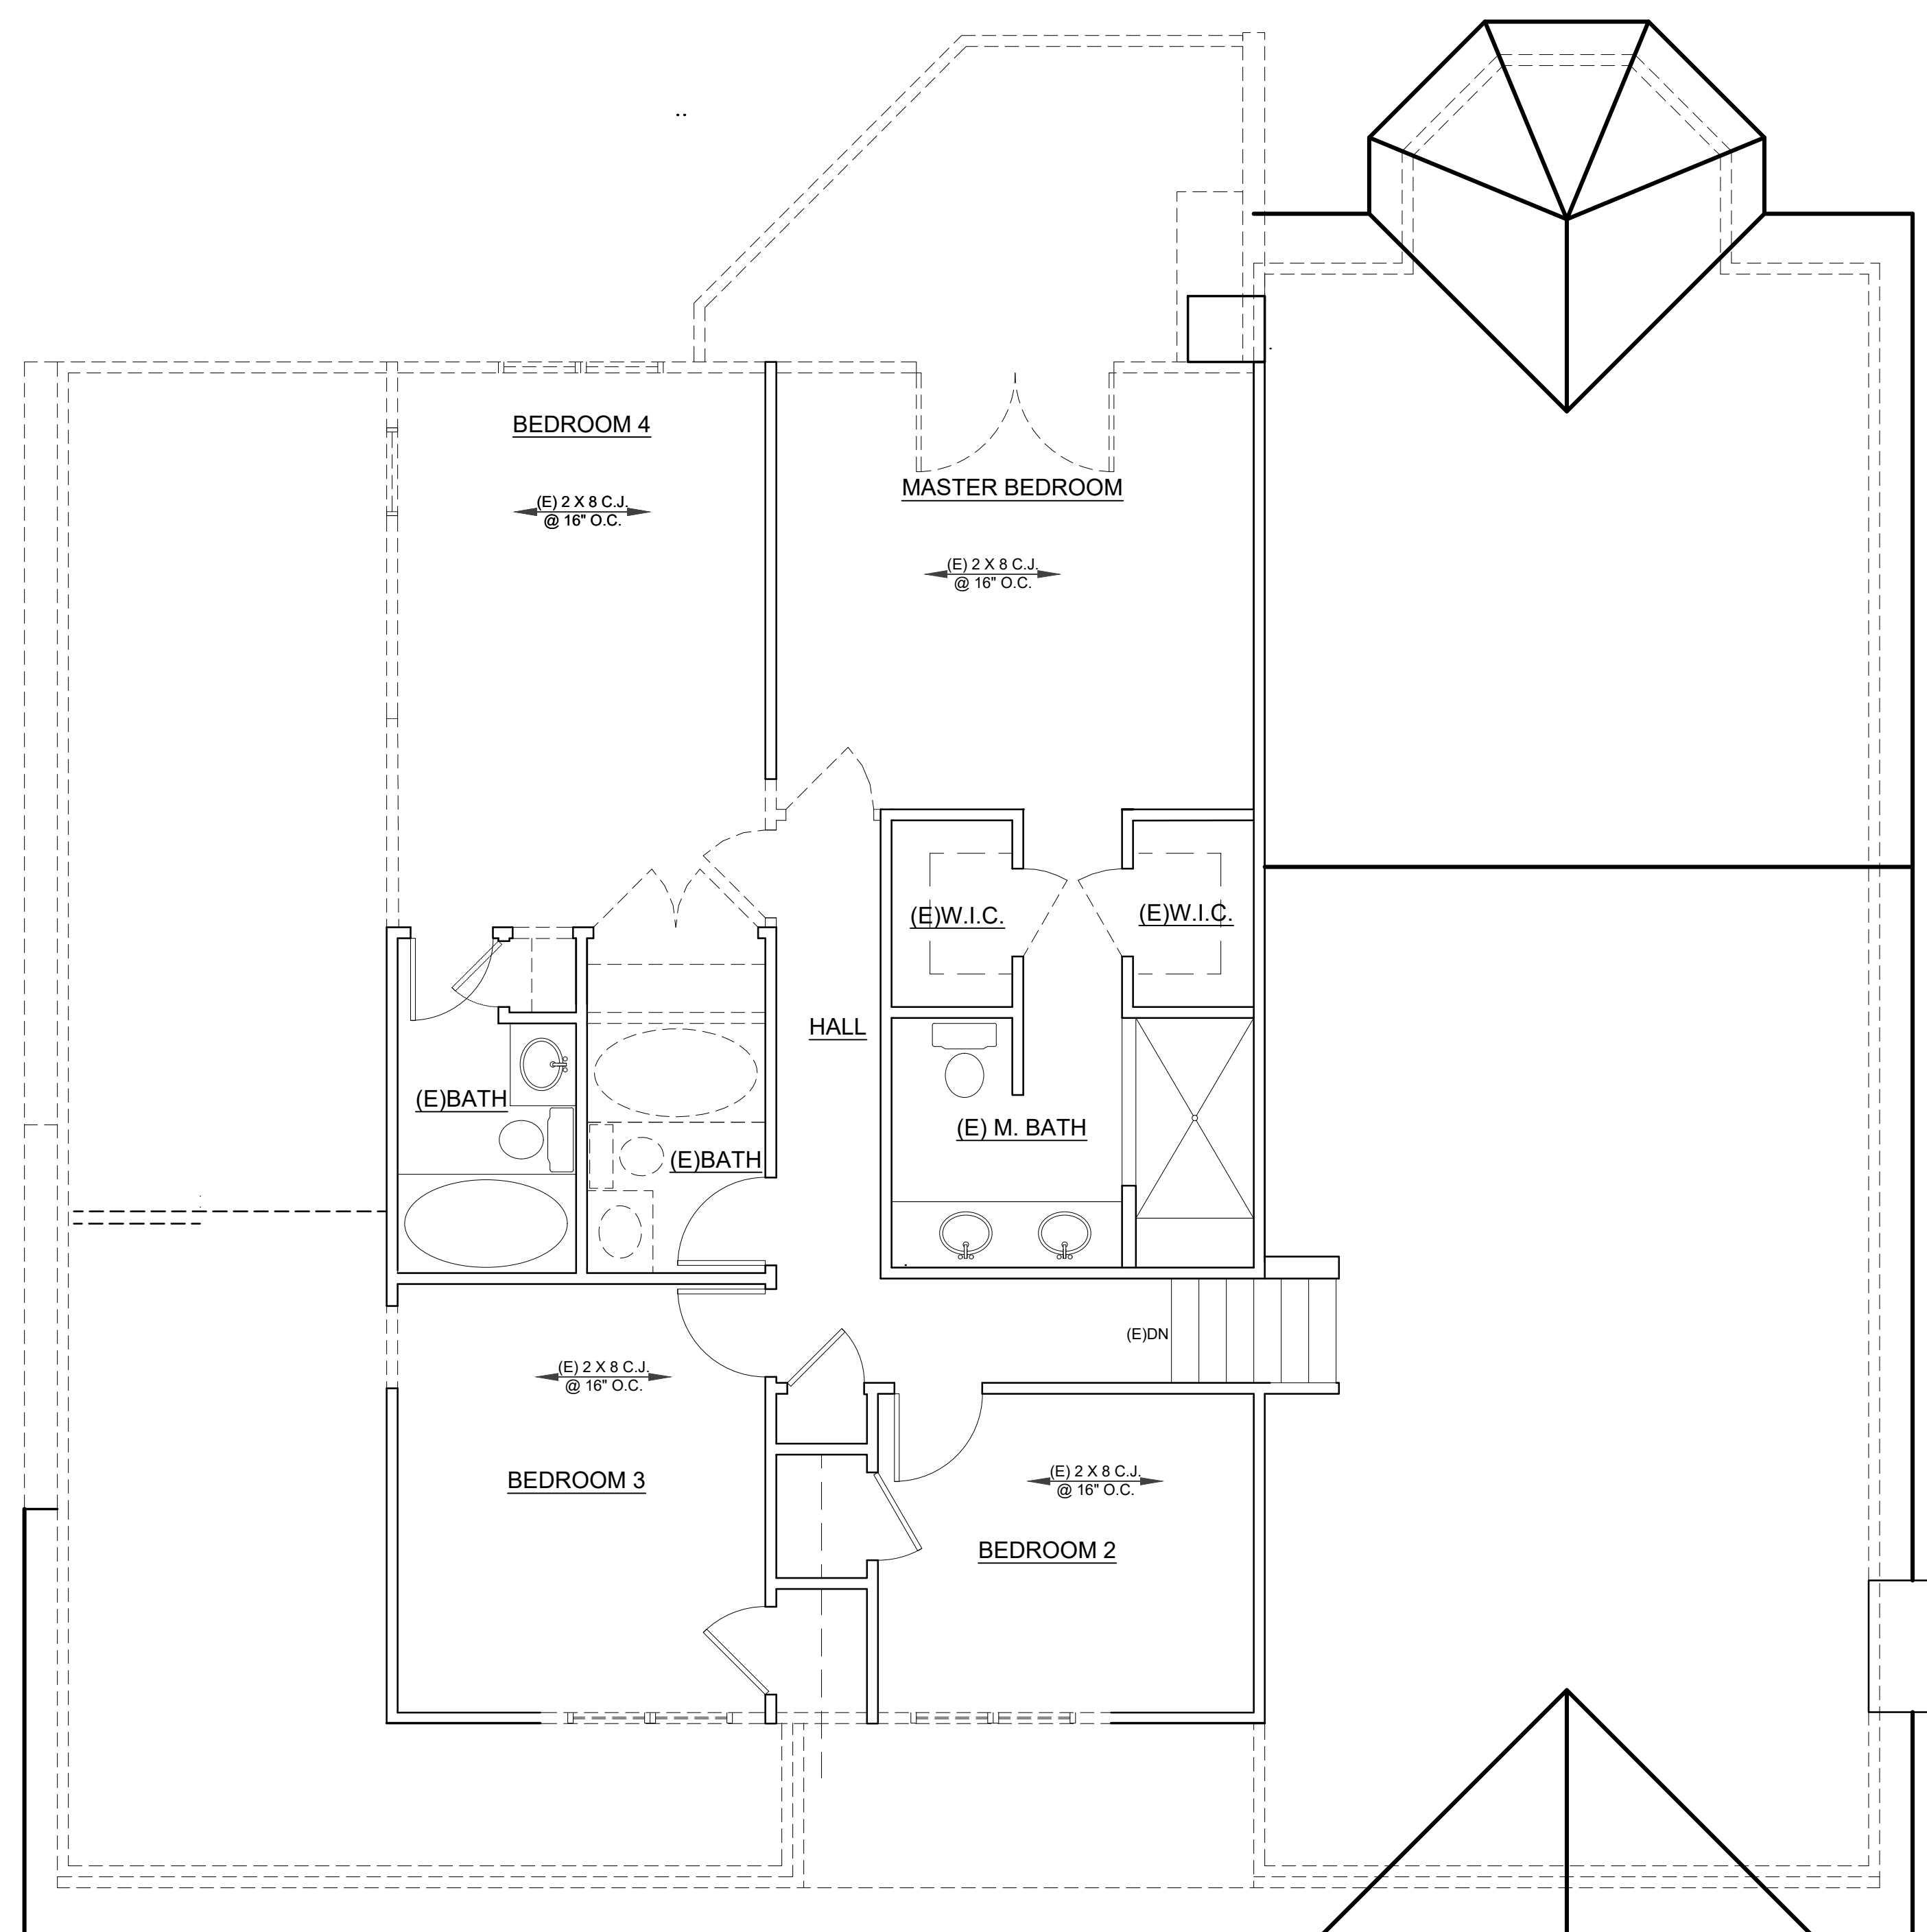 BEDROOM 4
(E) 2 X 8 C.J.
@ 16" O.C.
MASTER BEDROOM
(E) 2 X 8 C.J.
@ 16" O.C.
(E)W.I.C.
(E)W.I.C.
HALL
(E)BATH
(E)BATH
(E) M. BATH
(E)DN
(E) 2 X 8 C.J.
@ 16" O.C.
BEDROOM 3
(E) 2 X 8 C.J.
@ 16" O.C.
BEDROOM 2